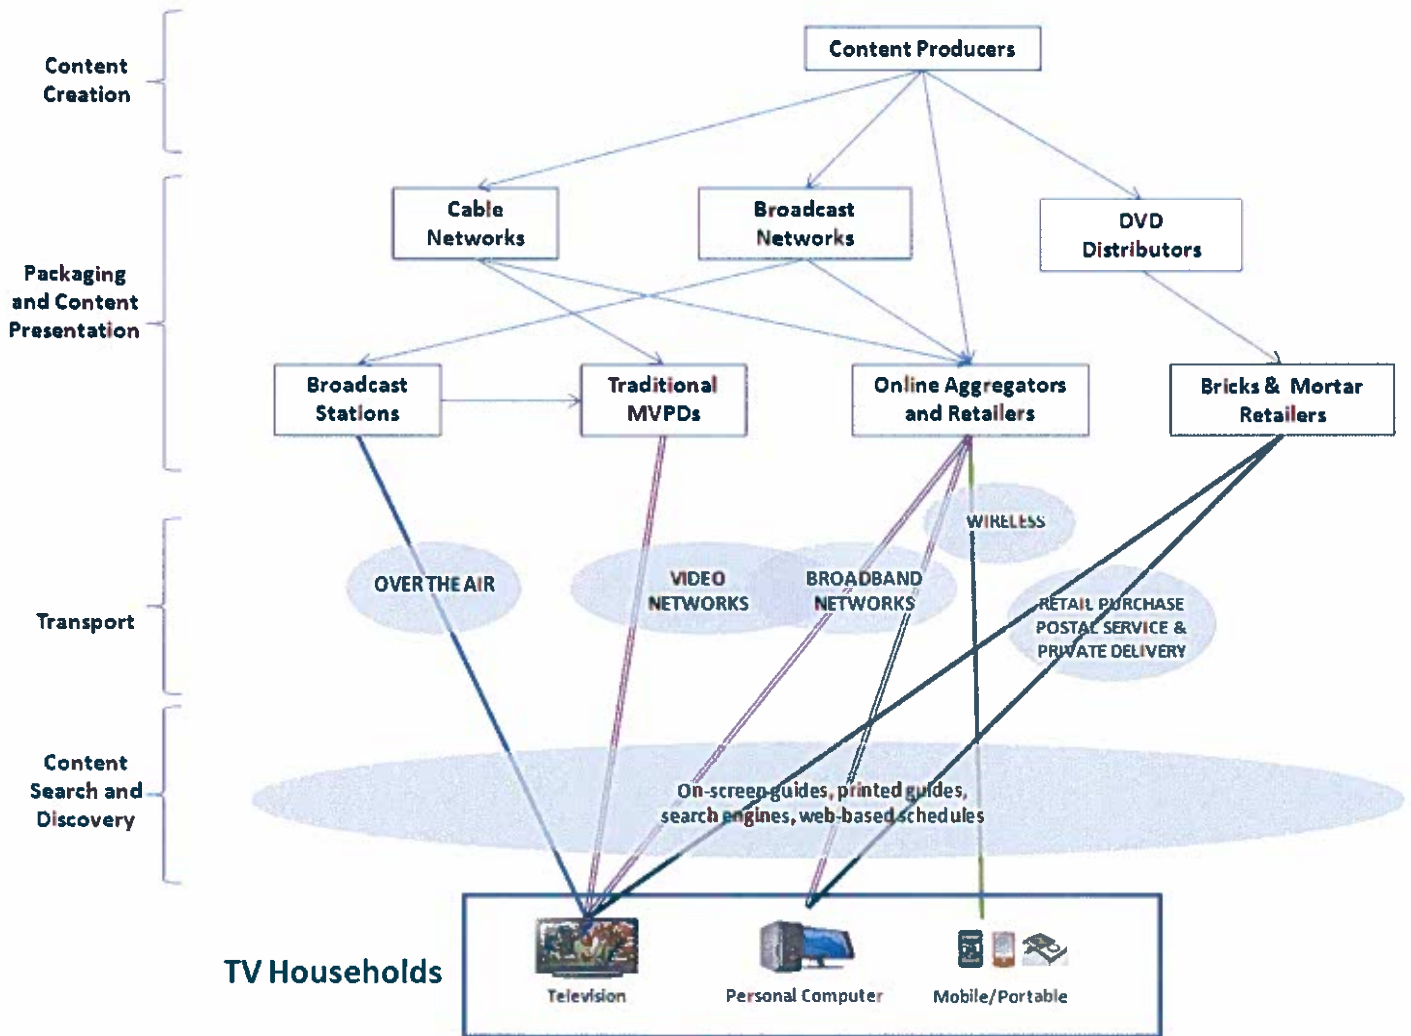 Content Producers
Content
Creation
Cable
Networks
Broadcast
Networks
DVD
Distributors
Packaging
and Content
Presentation
Broadcast
Stations
Traditional
MVPDs
Online Aggregators
and Retailers
Bricks & Mortar
Retailers
Transport
OVER THE AIR
VIDEO
NETWORKS
BROADBAND
NETWORKS
WIRELESS
RETAIL PURCHASE
POSTAL SERVICE &
PRIVATE DELIVERY
Content
Search and
Discovery
On-screen guides, printed guides,
search engines, web-based schedules
TV Households
Television
Personal Computer
Mobile/Portable